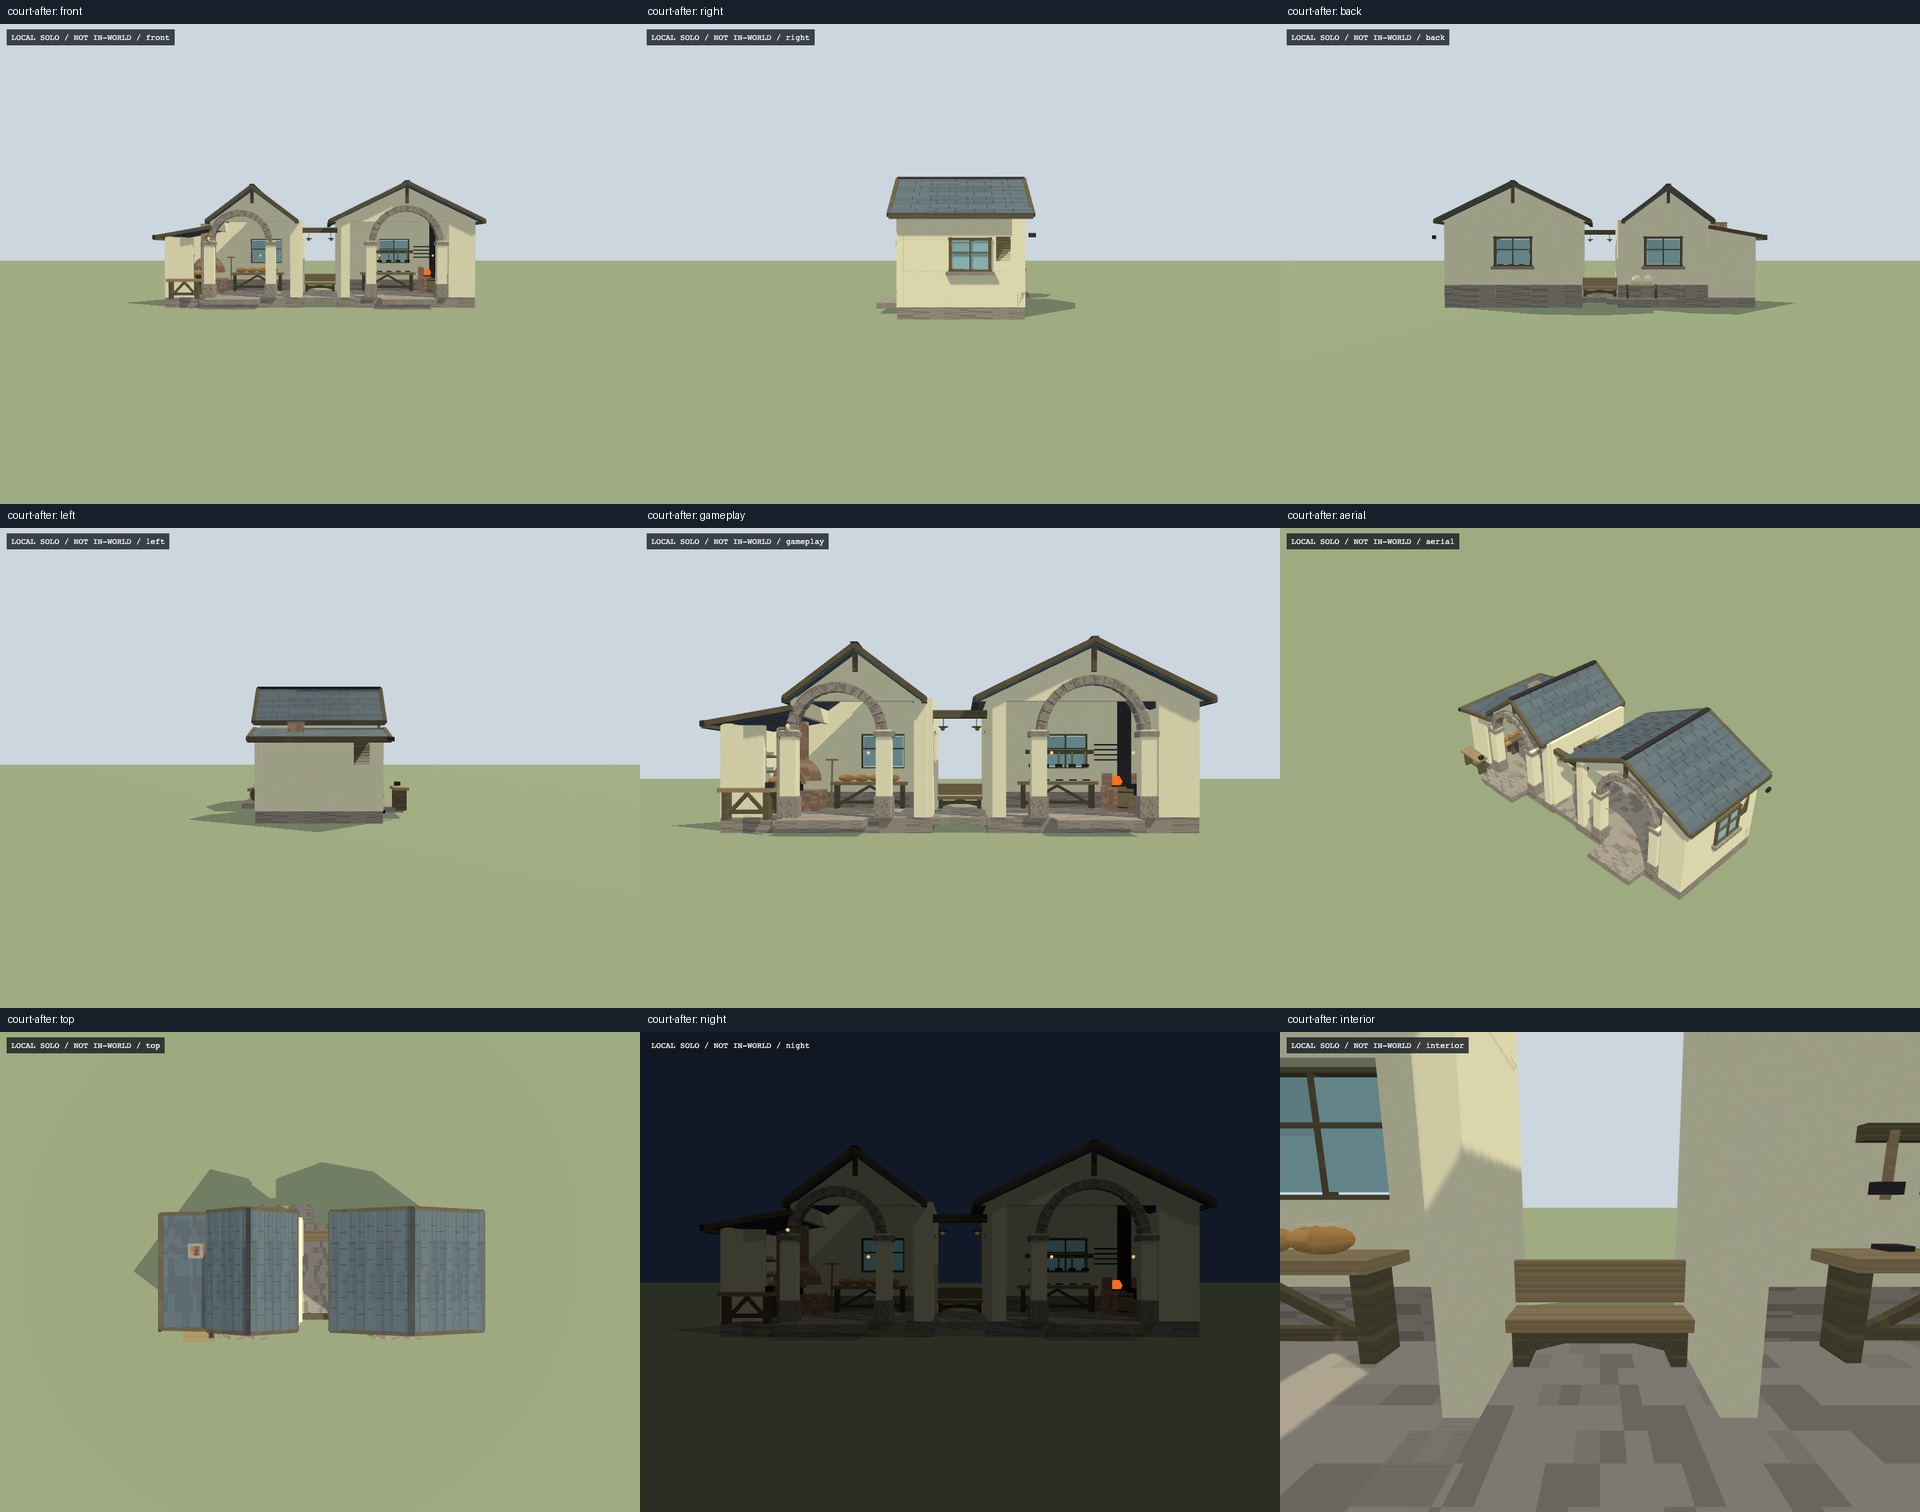 court-after: front
court-after: right
court-after: back
LOCAL SOLO / NOT IN-WORLD / front
LOCAL SOLO / NOT IN-WORLD / right
LOCAL SOLO / NOT IN-WORLD / back
court-after: left
court-after: gameplay
court-after: aerial
LOCAL SOLO / NOT IN-WORLD / left
LOCAL SOLO / NOT IN-WORLD / gameplay
LOCAL SOLO / NOT IN-WORLD / aerial
court-after: top
court-after: night
court-after: interior
LOCAL SOLO / NOT IN-WORLD / top
LOCAL SOLO / NOT IN-WORLD / night
LOCAL SOLO / NOT IN-WORLD / interior